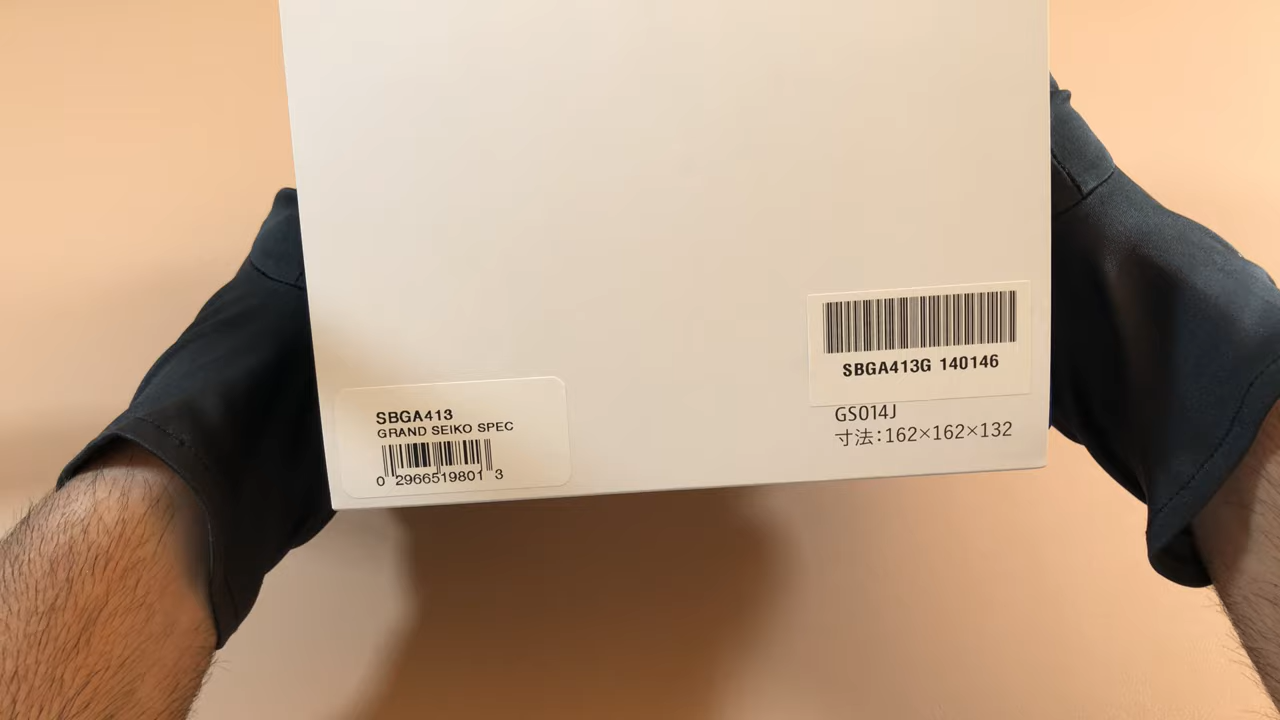 SBGA413
GRAND SEIKO SPEC
0 2966519801 3
SBGA413G 140146
GS014J
寸法:162×162×132